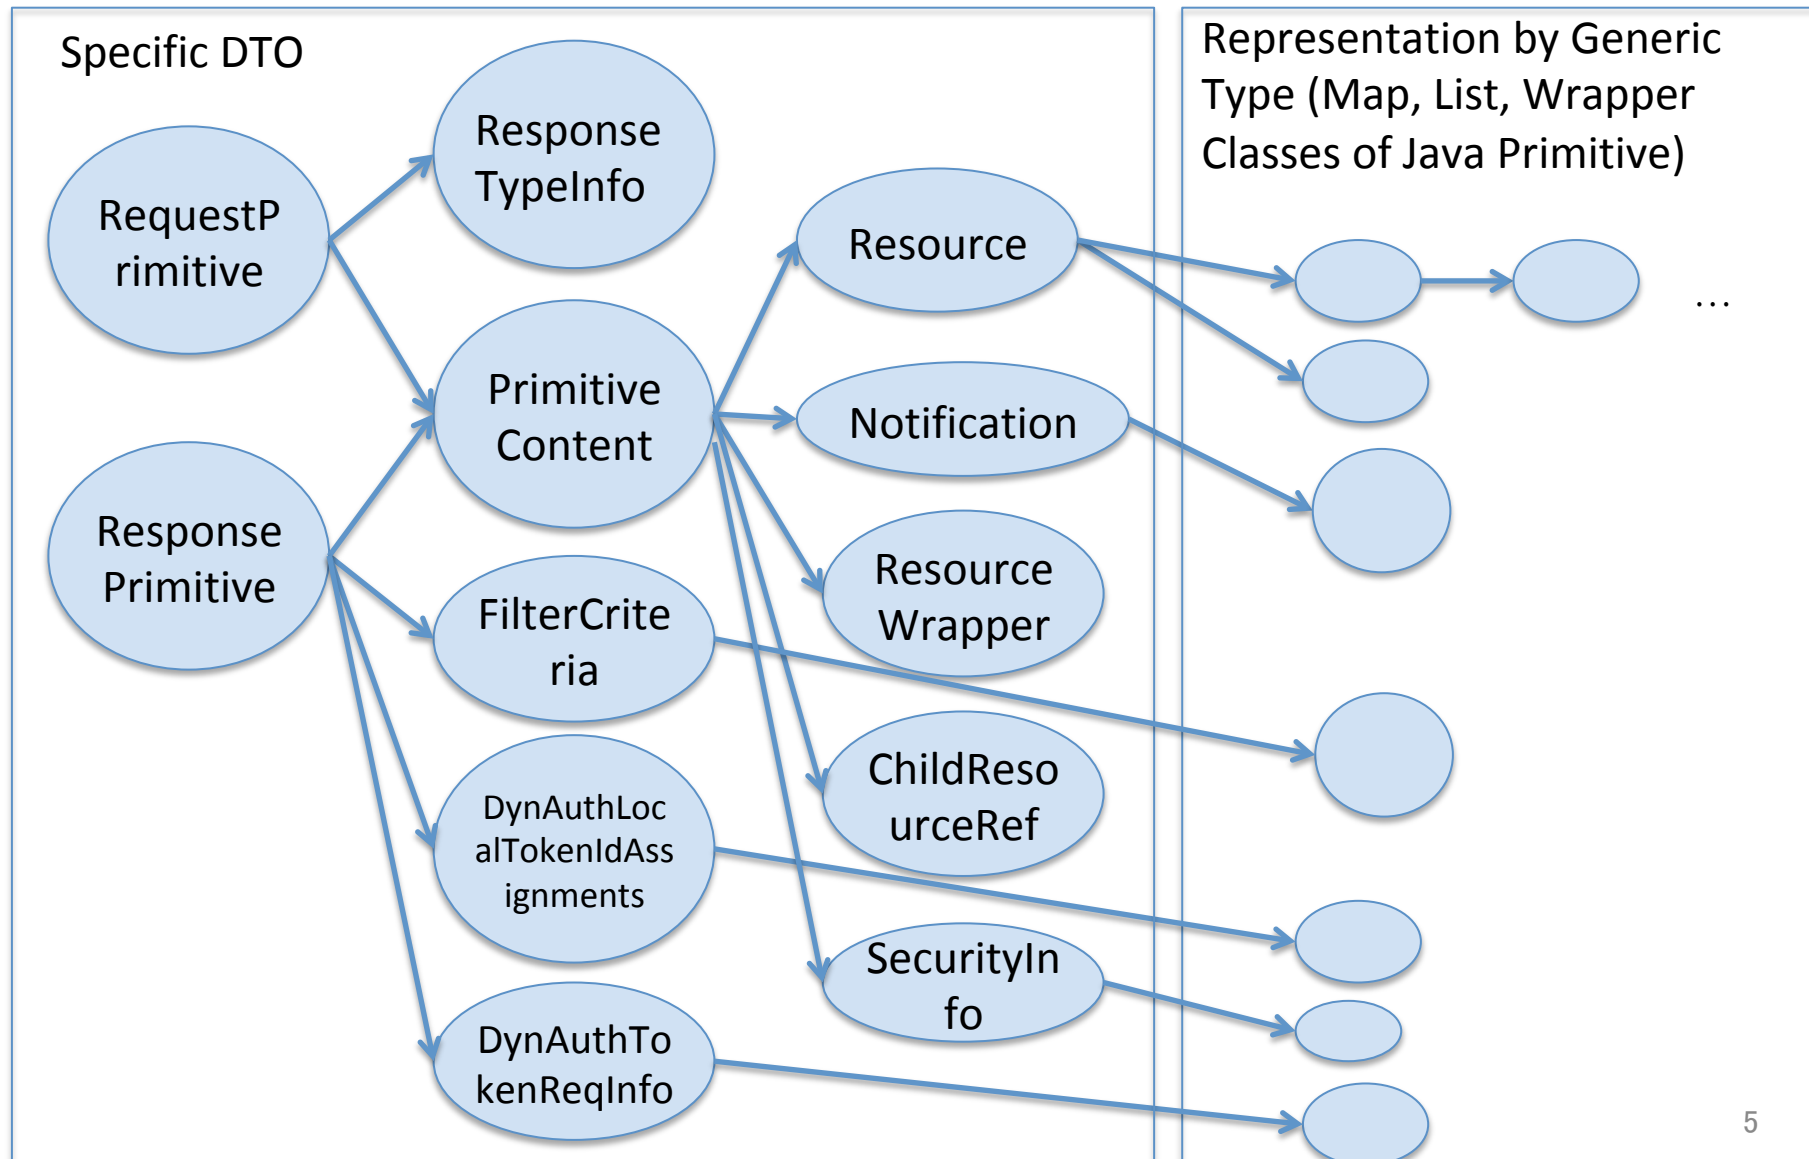 Specific DTO
Representation by Generic
Type (Map, List, Wrapper
Classes of Java Primitive)
RequestP
rimitive
Response
TypeInfo
Resource
...
Primitive
Content
Notification
Response
Primitive
Resource
Wrapper
FilterCrite
ria
ChildReso
urceRef
DynAuthLoc
alTokenIdAss
ignments
SecurityIn
fo
DynAuthTo
kenReqInfo
5